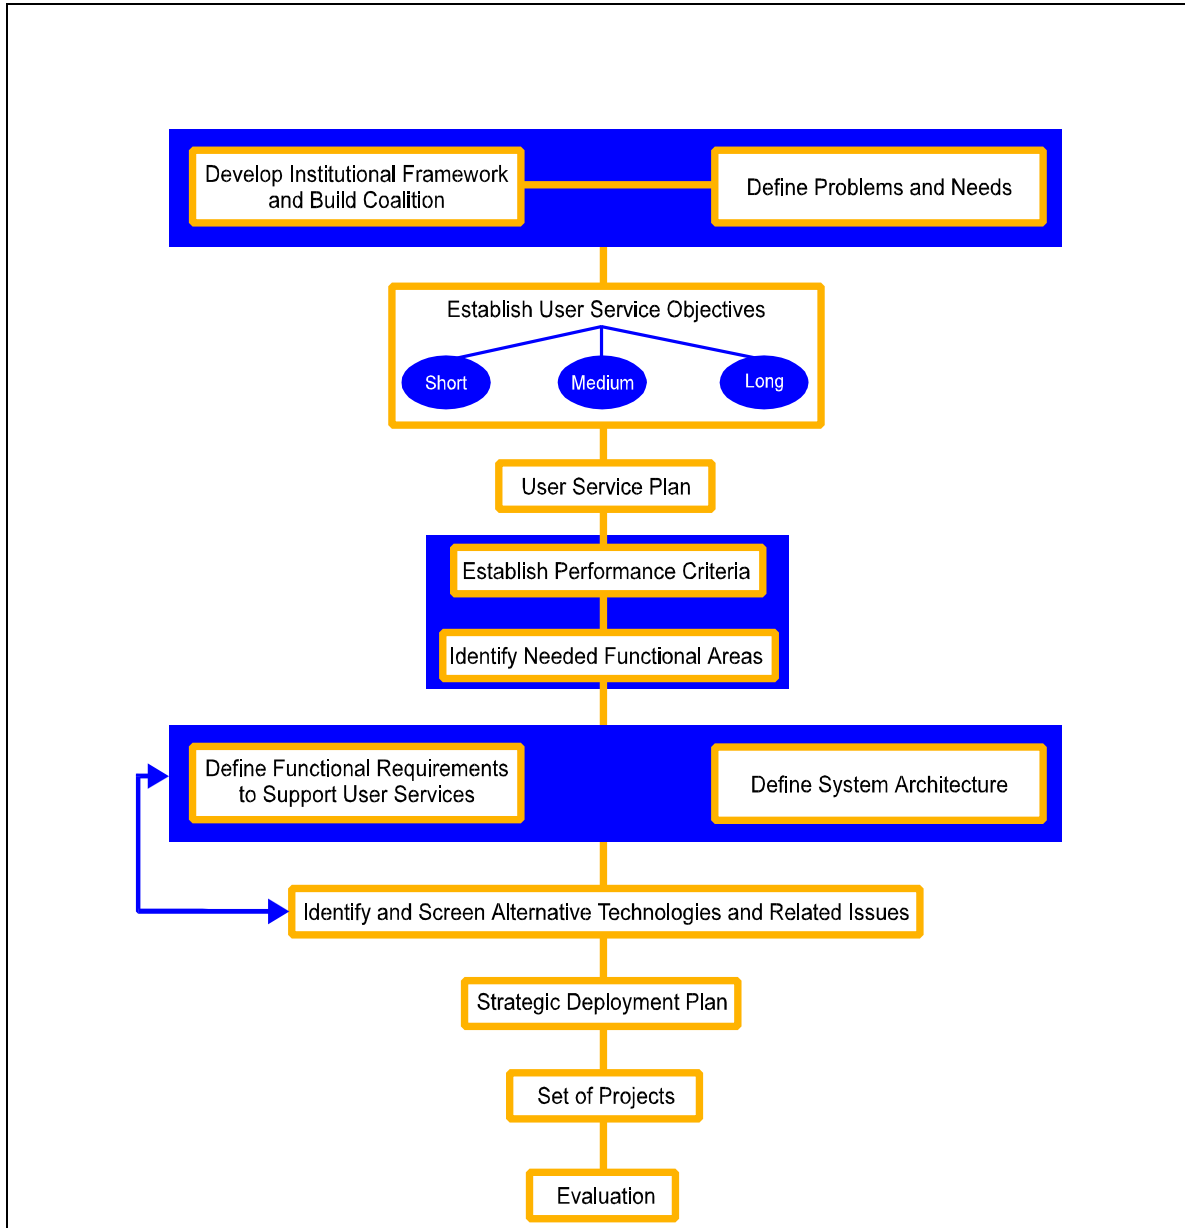 Develop Institutional Framework
and Build Coalition
Define Problems and Needs
Establish User Service Objectives
Short
Medium
Long
User Service Plan
Establish Performance Criteria
Identify Needed Functional Areas
Define Functional Requirements
to Support User Services
Define System Architecture
Identify and Screen Alternative Technologies and Related Issues
Strategic Deployment Plan
Set of Projects
Evaluation